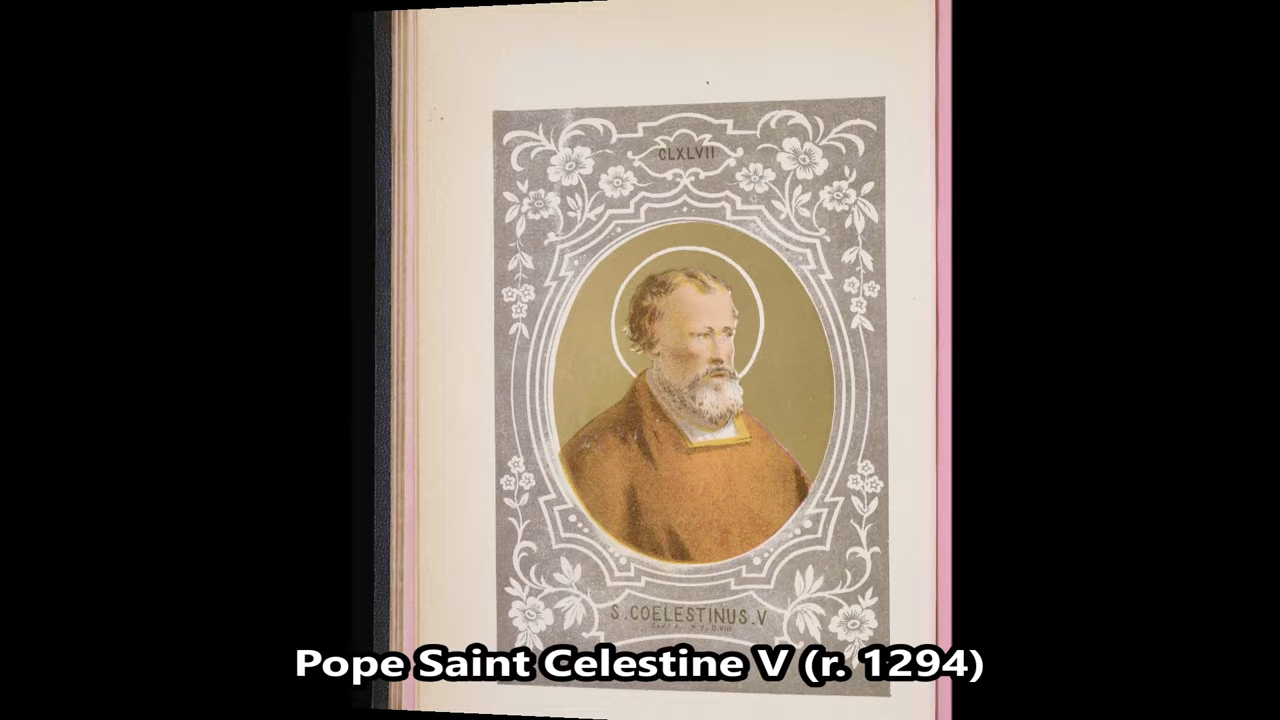 CLXLVII
S. COELESTINUS. V
Pope Saint Celestine V (r. 1294)